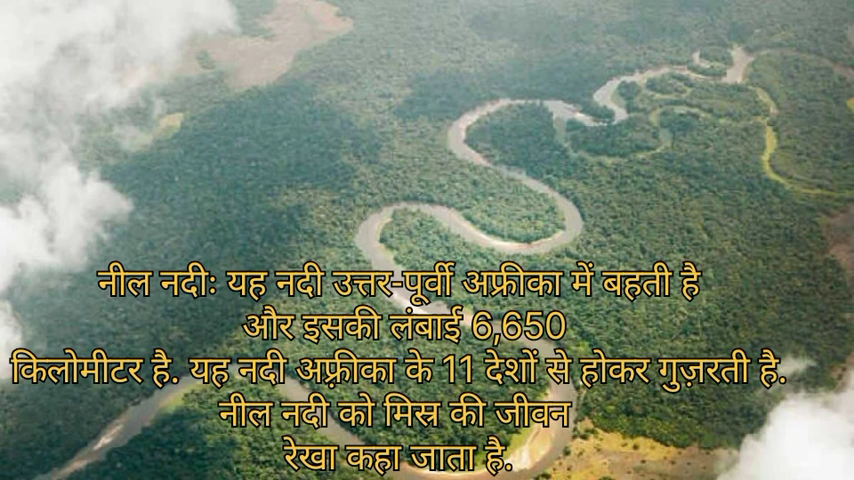 नील नदीः यह नदी उत्तर-पूर्वी अफ्रीका में बहती है
और इसकी लंबाई 6,650
किलोमीटर है. यह नदी अफ़्रीका के 11 देशों से होकर गुज़रती है.
नील नदी को मिस्र की जीवन
रेखा कहा जाता है.